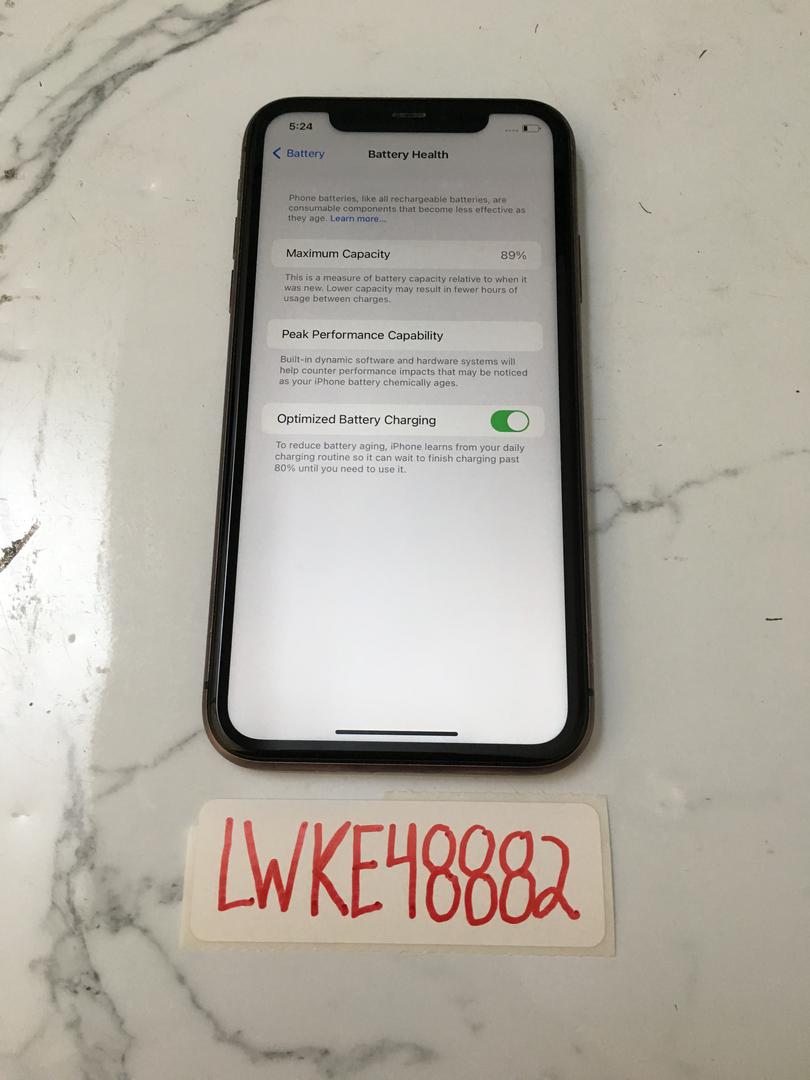 5:24
Battery
Battery Health
Phone batteries, like all rechargeable batteries, are
consumable components that become less effective as
they age. Learn more...
Maximum Capacity 89%
This is a measure of battery capacity relative to when it
was new. Lower capacity may result in fewer hours of
usage between charges.
Peak Performance Capability
Built-in dynamic software and hardware systems will
help counter performance impacts that may be noticed
as your iPhone battery chemically ages.
Optimized Battery Charging
To reduce battery aging, iPhone learns from your daily
charging routine so it can wait to finish charging past
80% until you need to use it.
LWKE48882